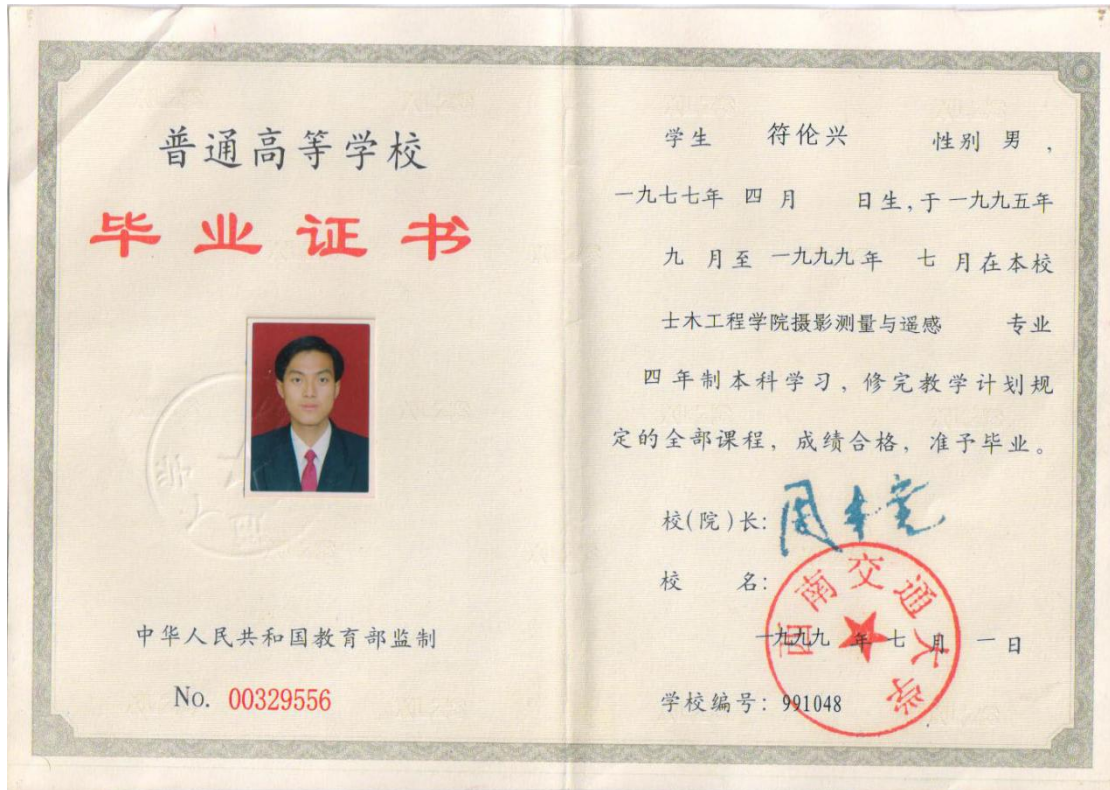 普通高等学校
毕业证书
中华人民共和国教育部监制
No. 00329556
学生 符伦兴 性别 男，
一九七七年 四 月 日生，于一九九五年
九 月至 一九九九年 七 月在本校
士木工程学院摄影测量与遥感 专业
四 年制本科学习，修完教学计划规
定的全部课程，成绩合格，准予毕业。
校(院)长：
校 名：
西南交通大学
一九九九 年 七 月 一 日
学校编号：991048